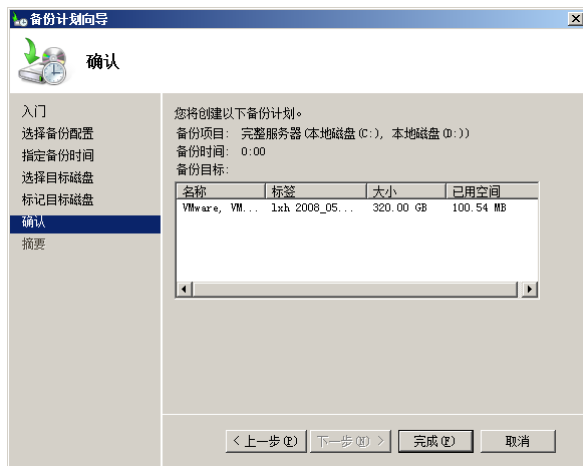 备份计划向导
确认
入门
选择备份配置
指定备份时间
选择目标磁盘
标记目标磁盘
确认
摘要
您将创建以下备份计划。
备份项目: 完整服务器(本地磁盘(C:), 本地磁盘(D:))
备份时间: 0:00
备份目标:
名称 标签 大小 已用空间
VMware, VM... lxh 2008_05... 320.00 GB 100.54 MB
< 上一步(P) 下一步(N) > 完成(F) 取消